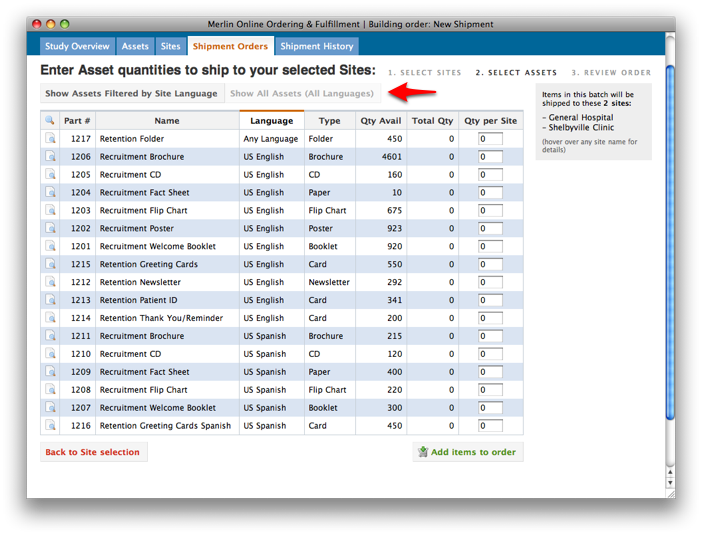 Merlin Online Ordering & Fulfillment | Building order: New Shipment
Study Overview Assets Sites Shipment Orders Shipment History
Enter Asset quantities to ship to your selected Sites: 1. SELECT SITES 2. SELECT ASSETS 3. REVIEW ORDER
Show Assets Filtered by Site Language Show All Assets (All Languages)
Items in this batch will be
shipped to these 2 sites:
– General Hospital
– Shelbyville Clinic
(hover over any site name for
details)
Part # Name Language Type Qty Avail Total Qty Qty per Site
1217 Retention Folder Any Language Folder 450 0 0
1206 Recruitment Brochure US English Brochure 4601 0 0
1205 Recruitment CD US English CD 160 0 0
1204 Recruitment Fact Sheet US English Paper 10 0 0
1203 Recruitment Flip Chart US English Flip Chart 675 0 0
1202 Recruitment Poster US English Poster 923 0 0
1201 Recruitment Welcome Booklet US English Booklet 920 0 0
1215 Retention Greeting Cards US English Card 550 0 0
1212 Retention Newsletter US English Newsletter 292 0 0
1213 Retention Patient ID US English Card 341 0 0
1214 Retention Thank You/Reminder US English Card 200 0 0
1211 Recruitment Brochure US Spanish Brochure 215 0 0
1210 Recruitment CD US Spanish CD 120 0 0
1209 Recruitment Fact Sheet US Spanish Paper 400 0 0
1208 Recruitment Flip Chart US Spanish Flip Chart 220 0 0
1207 Recruitment Welcome Booklet US Spanish Booklet 300 0 0
1216 Retention Greeting Cards Spanish US Spanish Card 450 0 0
Back to Site selection Add items to order